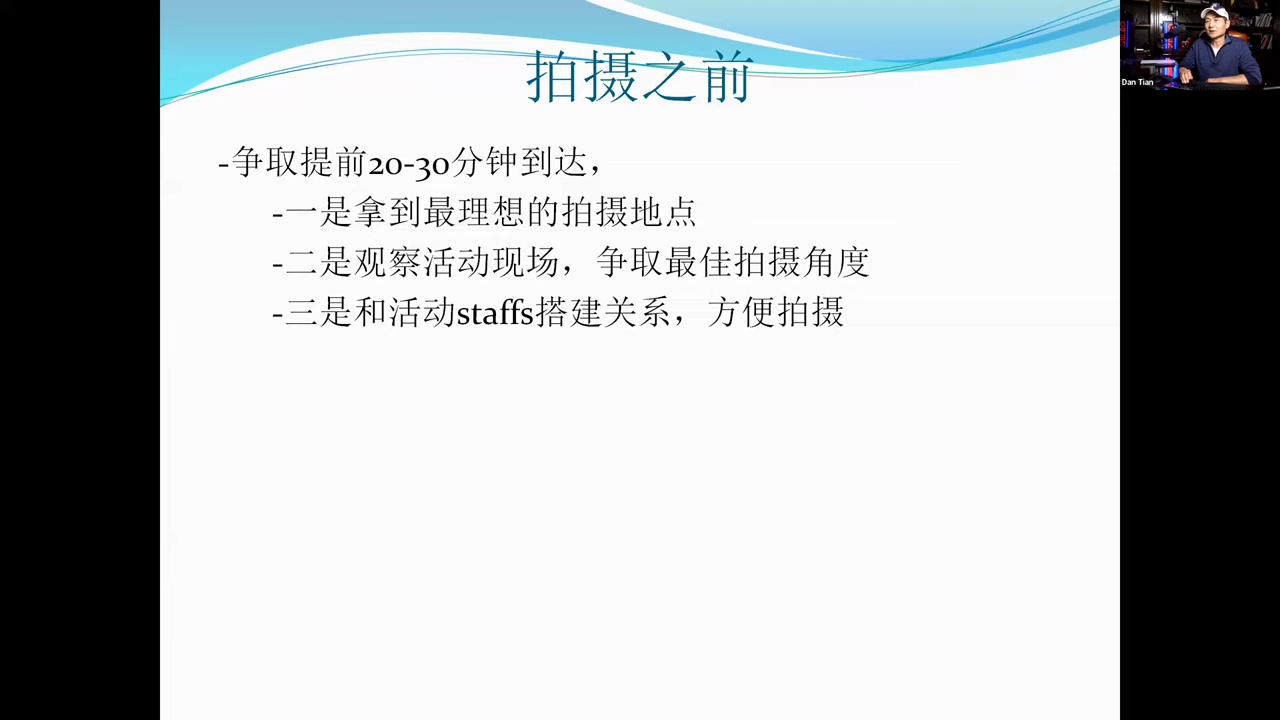 拍摄之前
-争取提前20-30分钟到达，
-一是拿到最理想的拍摄地点
-二是观察活动现场，争取最佳拍摄角度
-三是和活动staffs搭建关系，方便拍摄
Dan Tian